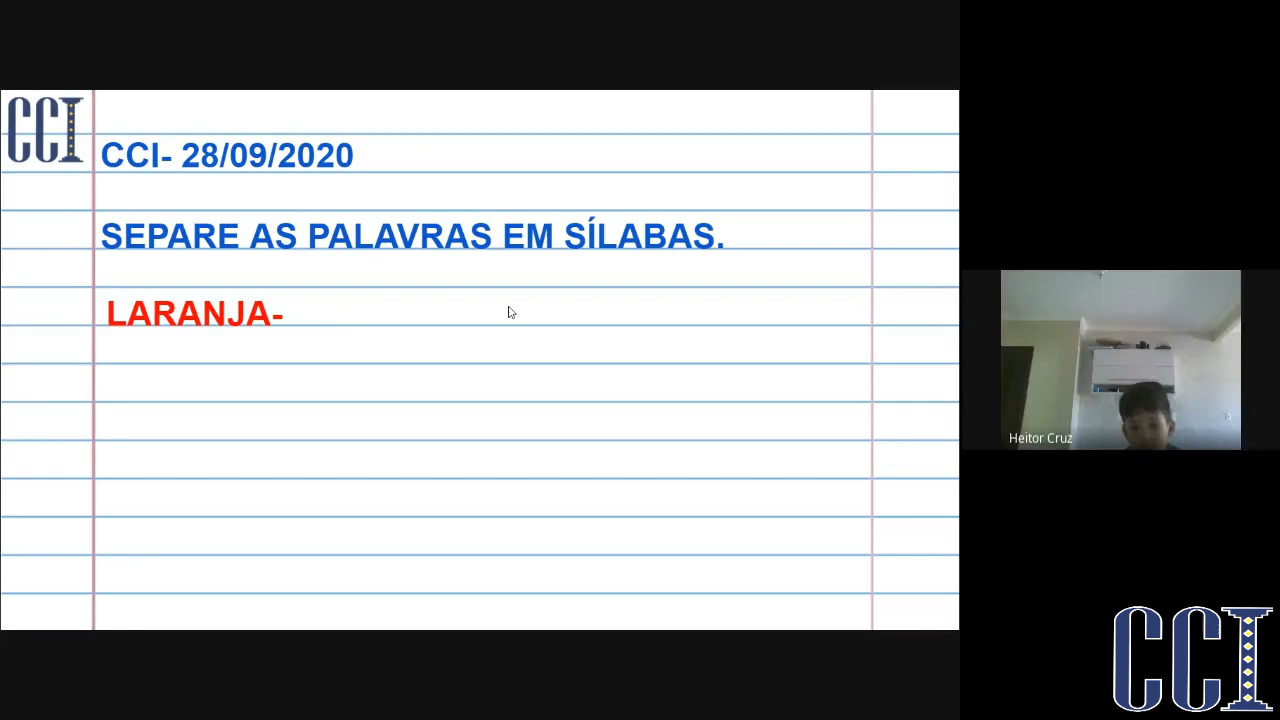 CCI
CCI- 28/09/2020
SEPARE AS PALAVRAS EM SÍLABAS.
LARANJA-
Heitor Cruz
CCI